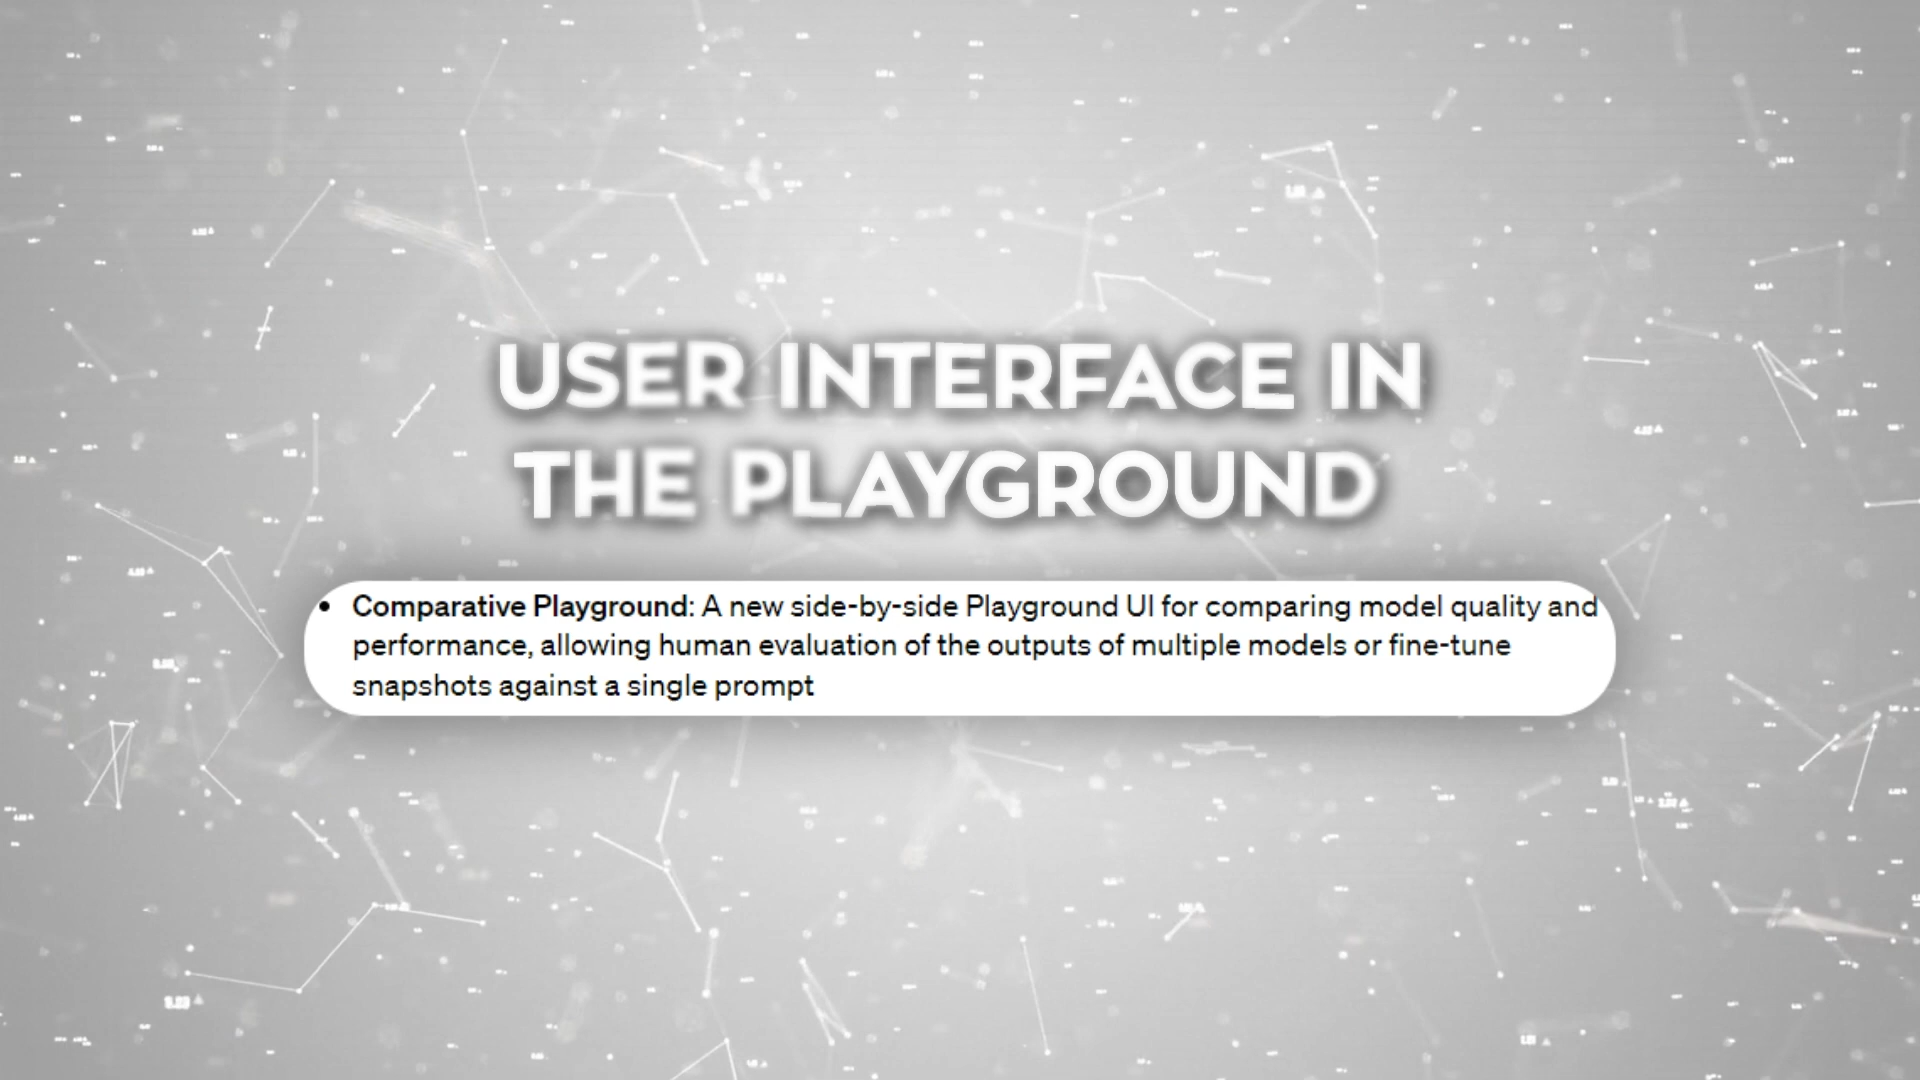 USER INTERFACE IN
THE PLAYGROUND
• Comparative Playground: A new side-by-side Playground UI for comparing model quality and
performance, allowing human evaluation of the outputs of multiple models or fine-tune
snapshots against a single prompt